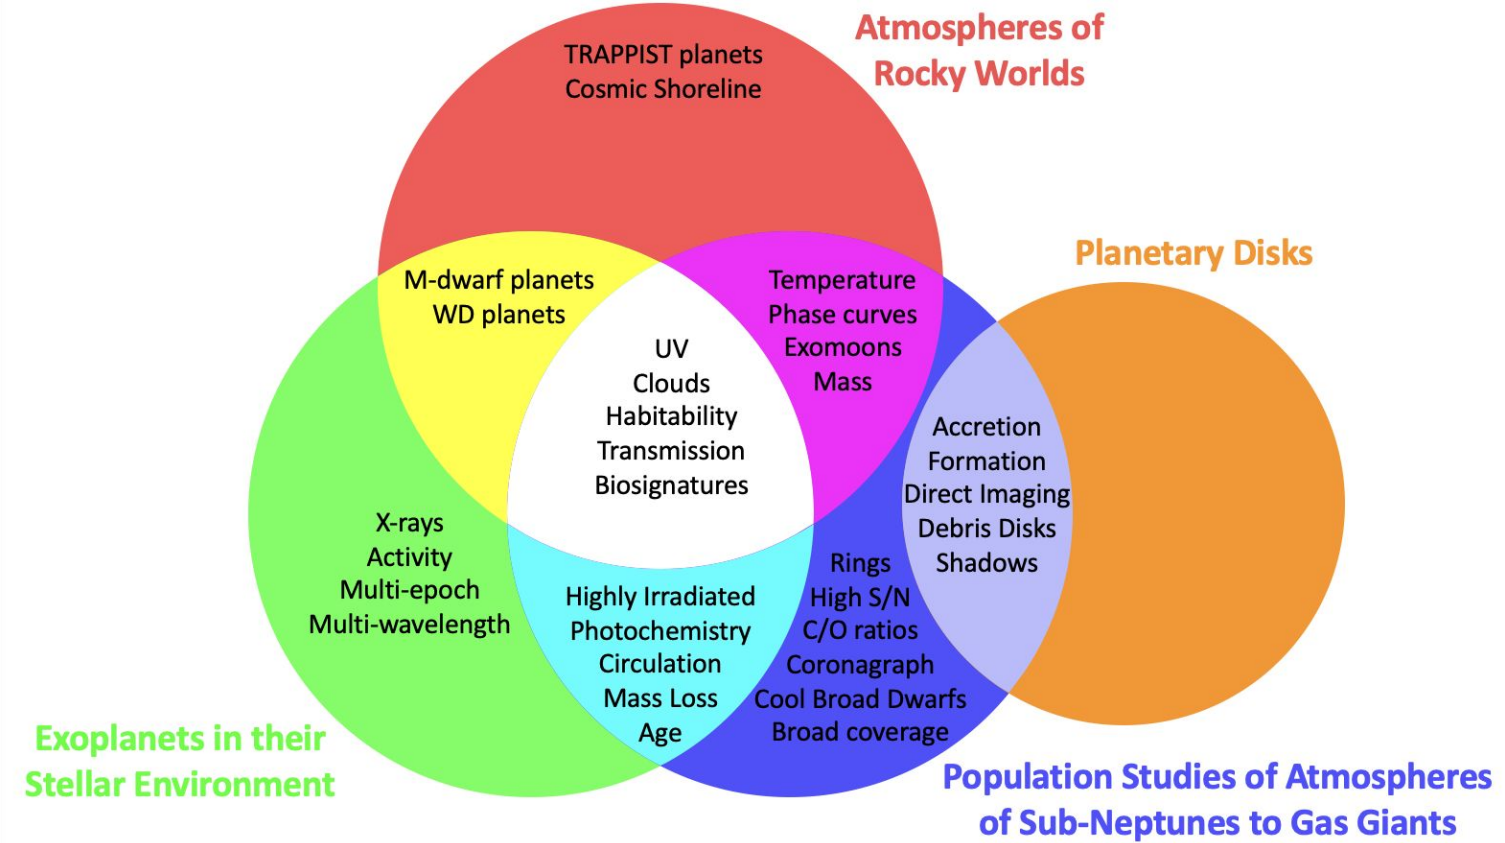 Atmospheres of
Rocky Worlds
TRAPPIST planets
Cosmic Shoreline
Planetary Disks
M-dwarf planets
WD planets
Temperature
Phase curves
Exomoons
Mass
UV
Clouds
Habitability
Transmission
Biosignatures
Accretion
Formation
Direct Imaging
Debris Disks
Shadows
X-rays
Activity
Multi-epoch
Multi-wavelength
Highly Irradiated
Photochemistry
Circulation
Mass Loss
Age
Rings
High S/N
C/O ratios
Coronagraph
Cool Broad Dwarfs
Broad coverage
Exoplanets in their
Stellar Environment
Population Studies of Atmospheres
of Sub-Neptunes to Gas Giants